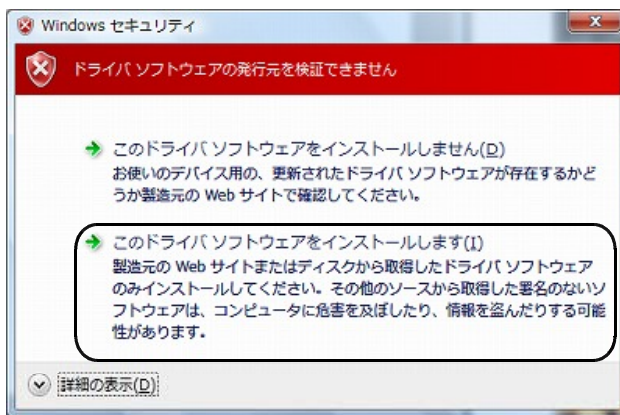 Windows セキュリティ
ドライバ ソフトウェアの発行元を検証できません
このドライバ ソフトウェアをインストールしません(D)
お使いのデバイス用の、更新されたドライバ ソフトウェアが存在するかど
うか製造元の Web サイトで確認してください。
このドライバ ソフトウェアをインストールします(I)
製造元の Web サイトまたはディスクから取得したドライバ ソフトウェア
のみインストールしてください。その他のソースから取得した署名のないソ
フトウェアは、コンピュータに危害を及ぼしたり、情報を盗んだりする可能
性があります。
詳細の表示(D)